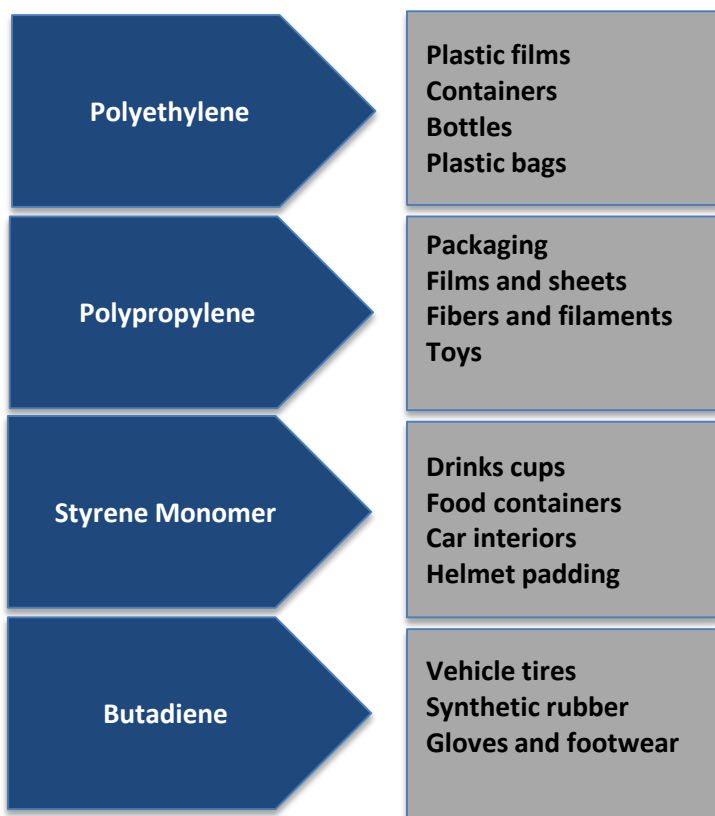 Polyethylene
Plastic films
Containers
Bottles
Plastic bags
Polypropylene
Packaging
Films and sheets
Fibers and filaments
Toys
Styrene Monomer
Drinks cups
Food containers
Car interiors
Helmet padding
Butadiene
Vehicle tires
Synthetic rubber
Gloves and footwear